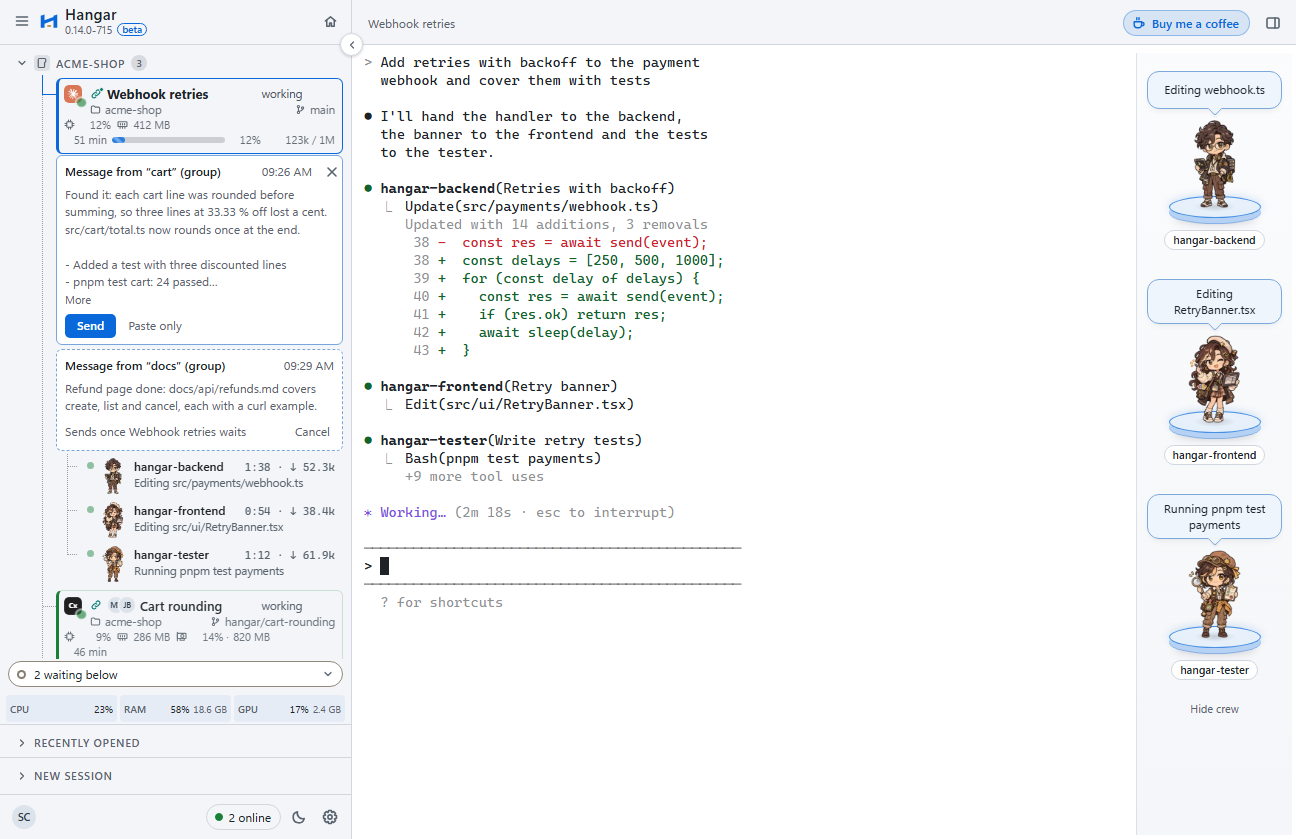 Hangar
0.14.0-715 beta
ACME-SHOP 3
Webhook retries working
acme-shop main
12% 412 MB
51 min 12% 123k / 1M
Message from “cart” (group) 09:26 AM
Found it: each cart line was rounded before
summing, so three lines at 33.33 % off lost a cent.
src/cart/total.ts now rounds once at the end.
- Added a test with three discounted lines
- pnpm test cart: 24 passed...
More
Send Paste only
Message from “docs” (group) 09:29 AM
Refund page done: docs/api/refunds.md covers
create, list and cancel, each with a curl example.
Sends once Webhook retries waits Cancel
hangar-backend 1:38 · ↓ 52.3k
Editing src/payments/webhook.ts
hangar-frontend 0:54 · ↓ 38.4k
Editing src/ui/RetryBanner.tsx
hangar-tester 1:12 · ↓ 61.9k
Running pnpm test payments
Cx M JB Cart rounding working
acme-shop hangar/cart-rounding
9% 286 MB 14% · 820 MB
46 min
2 waiting below
CPU 23% RAM 58% 18.6 GB GPU 17% 2.4 GB
RECENTLY OPENED
NEW SESSION
SC 2 online
Webhook retries
Buy me a coffee
> Add retries with backoff to the payment
webhook and cover them with tests
● I'll hand the handler to the backend,
the banner to the frontend and the tests
to the tester.
● hangar-backend(Retries with backoff)
⎿ Update(src/payments/webhook.ts)
Updated with 14 additions, 3 removals
38 - const res = await send(event);
38 + const delays = [250, 500, 1000];
39 + for (const delay of delays) {
40 + const res = await send(event);
41 + if (res.ok) return res;
42 + await sleep(delay);
43 + }
● hangar-frontend(Retry banner)
⎿ Edit(src/ui/RetryBanner.tsx)
● hangar-tester(Write retry tests)
⎿ Bash(pnpm test payments)
+9 more tool uses
* Working… (2m 18s · esc to interrupt)
>
? for shortcuts
Editing webhook.ts
hangar-backend
Editing
RetryBanner.tsx
hangar-frontend
Running pnpm test
payments
hangar-tester
Hide crew